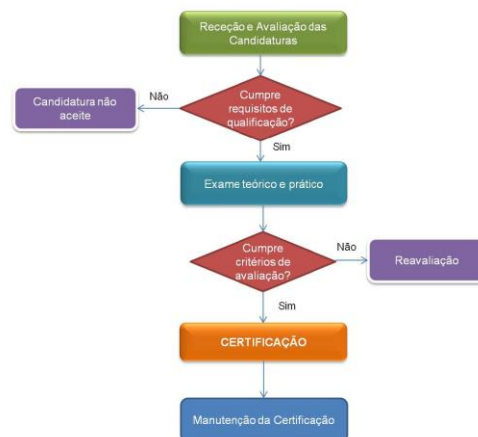 Receção e Avaliação das
Candidaturas
Não
Candidatura não
aceite
Cumpre
requisitos de
qualificação?
Sim
Exame teórico e prático
Cumpre
critérios de
avaliação?
Não
Reavaliação
Sim
CERTIFICAÇÃO
Manutenção da Certificação